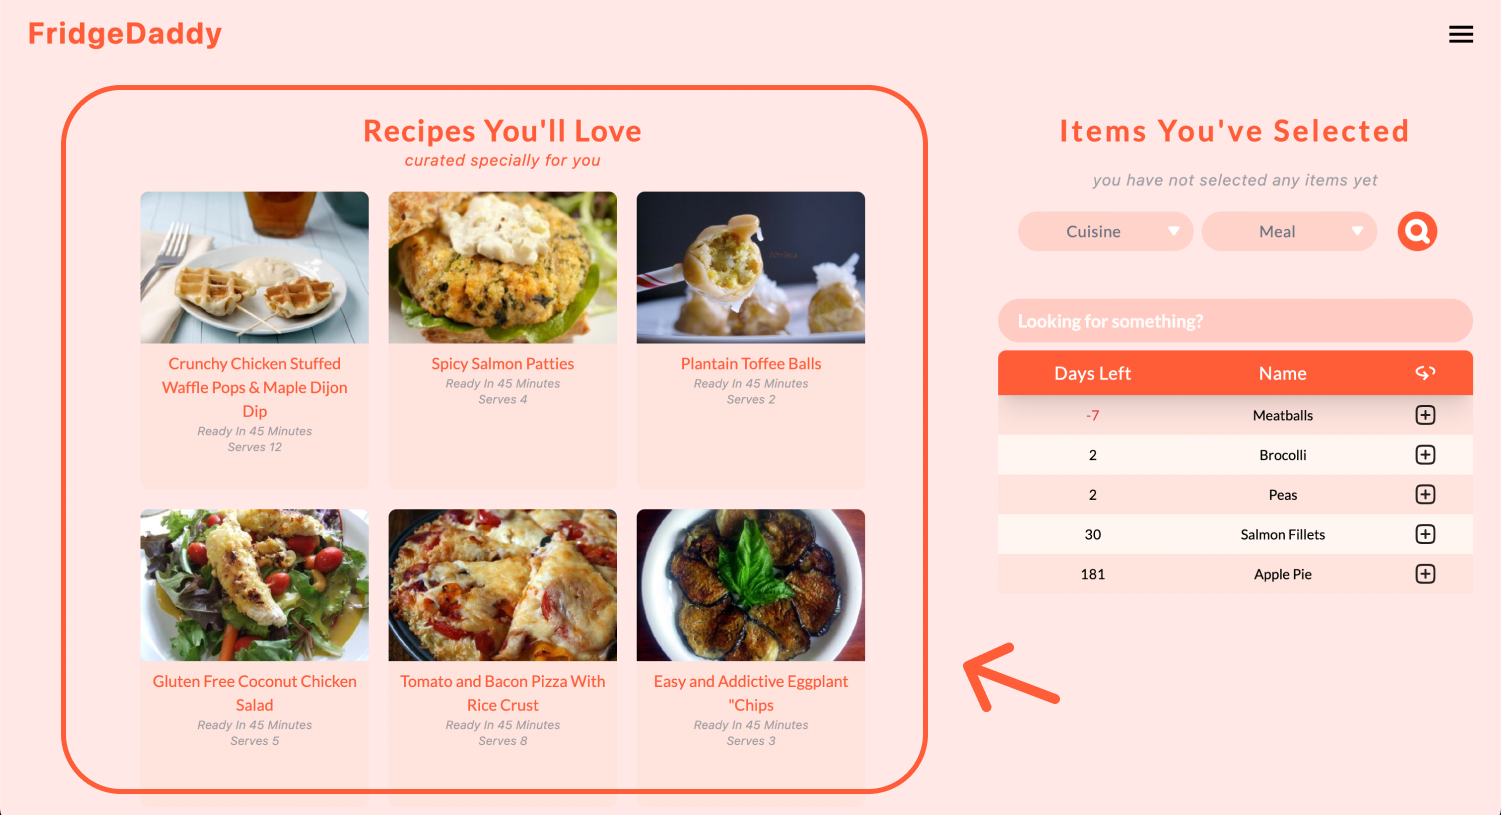 FridgeDaddy
Recipes You'll Love
curated specially for you
Crunchy Chicken Stuffed
Waffle Pops & Maple Dijon
Dip
Ready In 45 Minutes
Serves 12
Spicy Salmon Patties
Ready In 45 Minutes
Serves 4
Plantain Toffee Balls
Ready In 45 Minutes
Serves 2
Gluten Free Coconut Chicken
Salad
Ready In 45 Minutes
Serves 5
Tomato and Bacon Pizza With
Rice Crust
Ready In 45 Minutes
Serves 8
Easy and Addictive Eggplant
"Chips
Ready In 45 Minutes
Serves 3
Items You've Selected
you have not selected any items yet
Cuisine Meal
Looking for something?
Days Left Name
-7 Meatballs
2 Brocolli
2 Peas
30 Salmon Fillets
181 Apple Pie